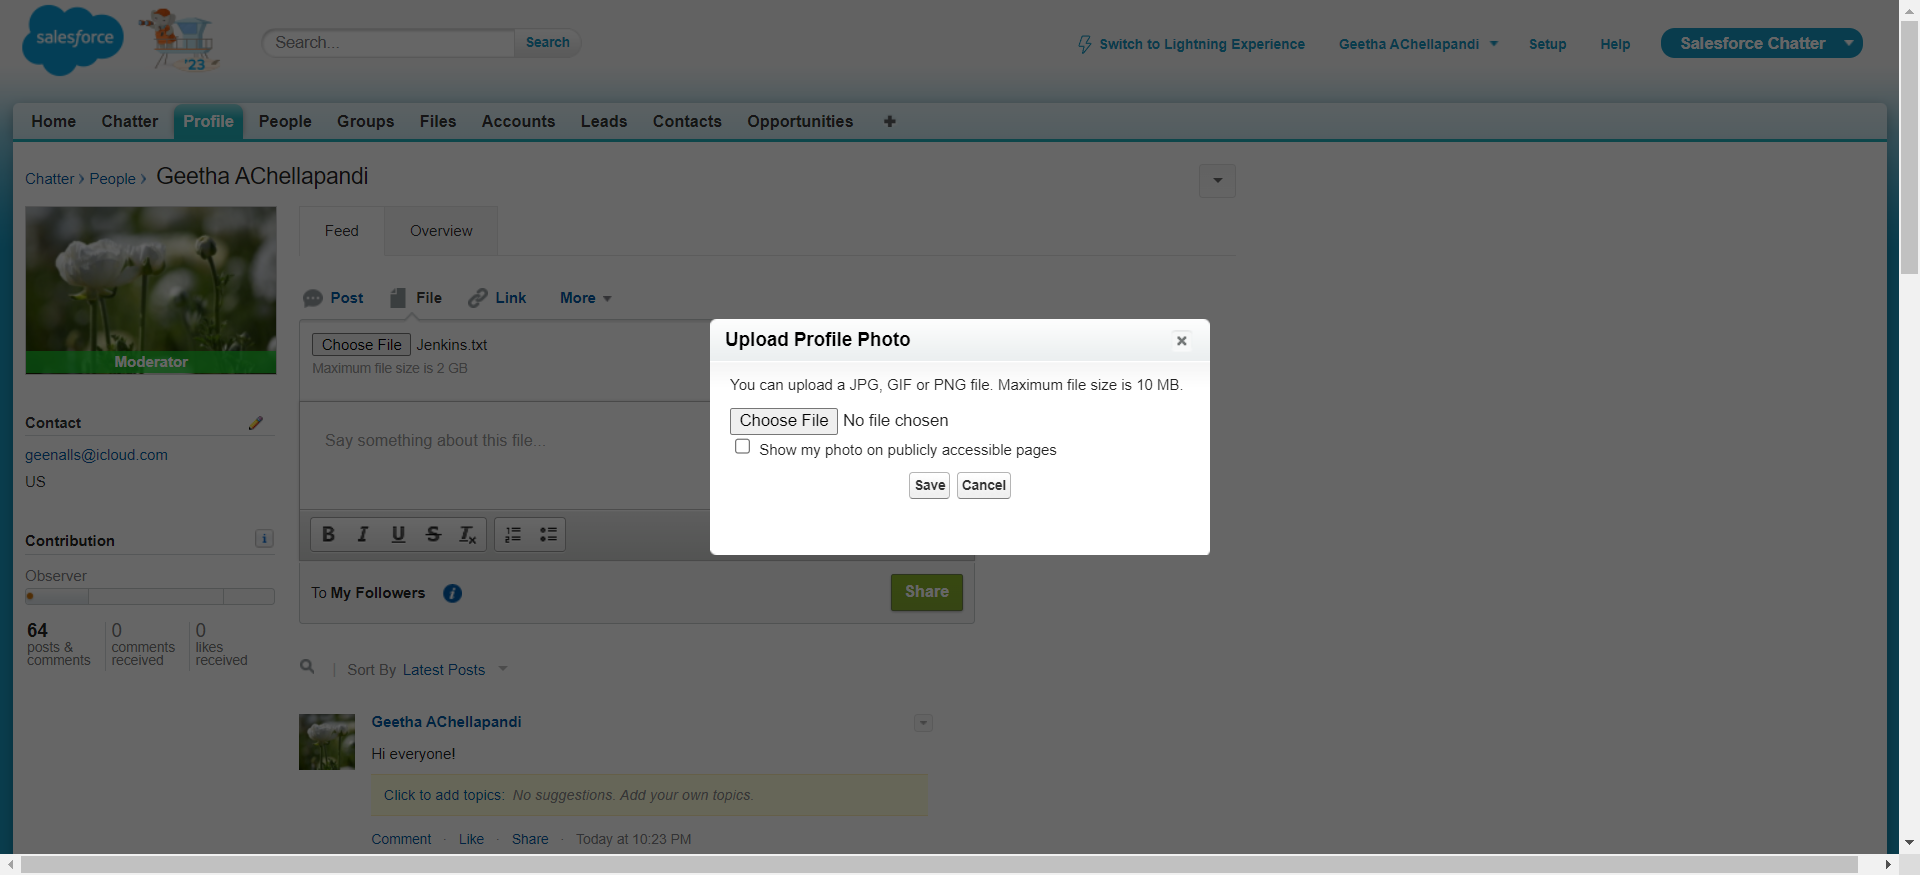 salesforce
'23
Search...
Search
Switch to Lightning Experience
Geetha AChellapandi
Setup
Help
Salesforce Chatter
Home
Chatter
Profile
People
Groups
Files
Accounts
Leads
Contacts
Opportunities
+
Chatter › People › Geetha AChellapandi
Moderator
Feed
Overview
Post
File
Link
More
Choose File Jenkins.txt
Maximum file size is 2 GB
Say something about this file...
B I U S Ix
To My Followers
Share
Upload Profile Photo
You can upload a JPG, GIF or PNG file. Maximum file size is 10 MB.
Choose File No file chosen
Show my photo on publicly accessible pages
Save Cancel
Contact
geenalls@icloud.com
US
Contribution
Observer
64
posts &
comments
0
comments
received
0
likes
received
| Sort By Latest Posts
Geetha AChellapandi
Hi everyone!
Click to add topics: No suggestions. Add your own topics.
Comment · Like · Share · Today at 10:23 PM